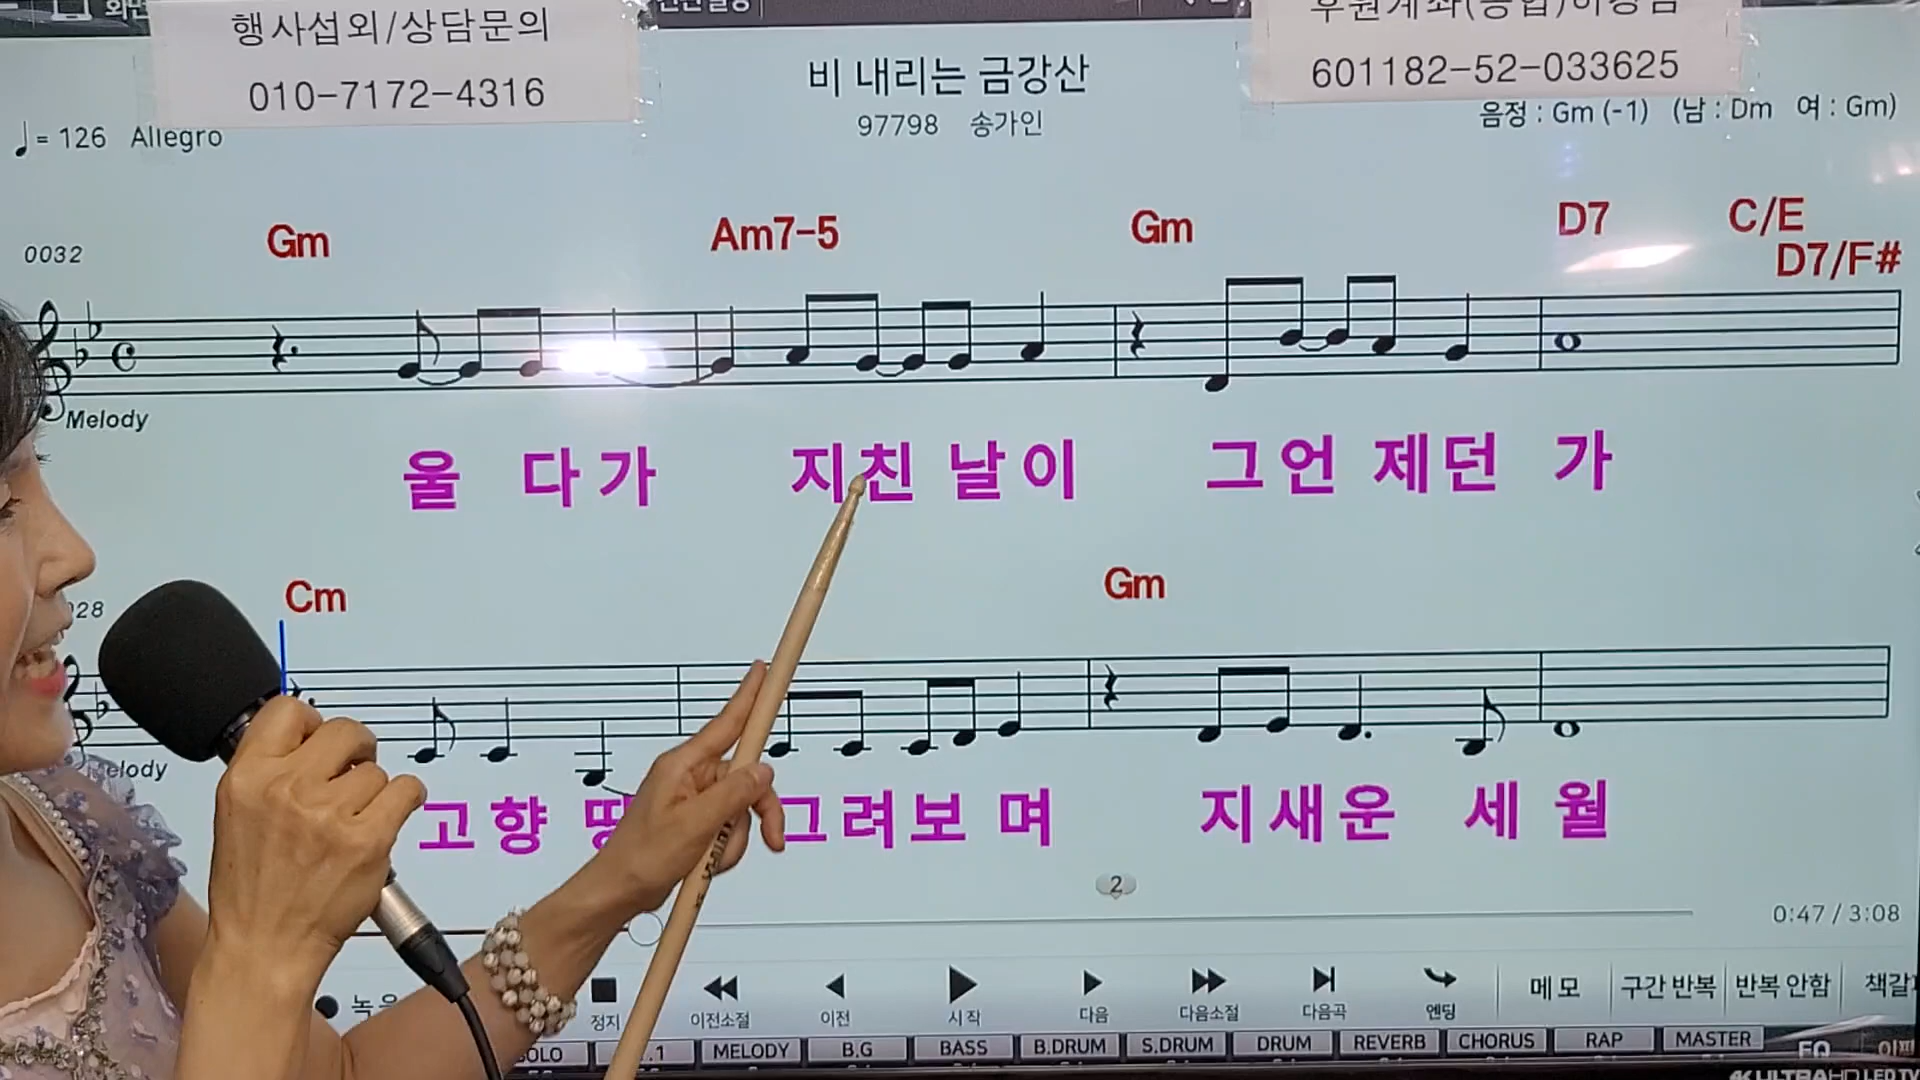 행사섭외/상담문의
010-7172-4316
601182-52-033625
비 내리는 금강산
97798 송가인
음정 : Gm (-1) (남 : Dm 여 : Gm)
= 126 Allegro
0032
Gm Am7-5 Gm D7 C/E
D7/F#
Melody
울 다가 지친 날이 그언 제던 가
Cm Gm
고향 그려보 며 지새운 세 월
2
0:47 / 3:08
정지 이전소절 이전 시작 다음 다음소절 다음곡 엔딩
메모 구간 반복 반복 안함
MELODY B.G BASS B.DRUM S.DRUM DRUM REVERB CHORUS RAP MASTER
4K ULTRA HD LED TV